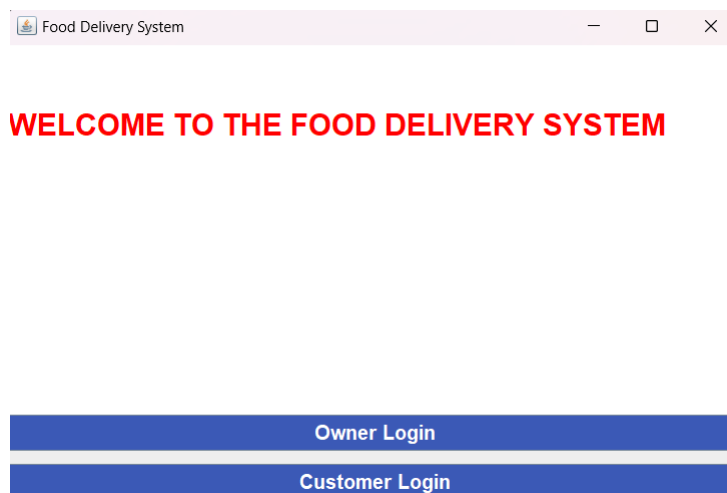 Food Delivery System
WELCOME TO THE FOOD DELIVERY SYSTEM
Owner Login
Customer Login